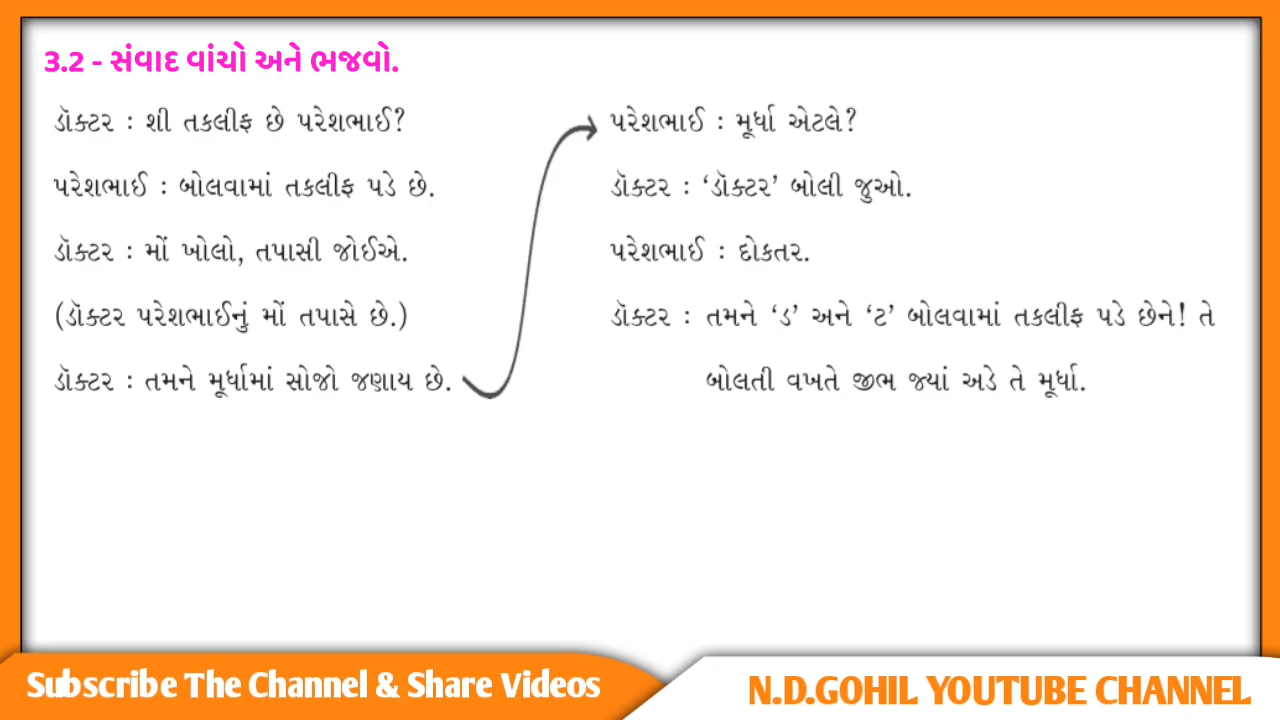 ૩.2 - સંવાદ વાંચો અને ભજવો.
ડૉક્ટર : શી તકલીફ છે પરેશભાઈ?
પરેશભાઈ : બોલવામાં તકલીફ પડે છે.
ડૉક્ટર : મોં ખોલો, તપાસી જોઈએ.
(ડૉક્ટર પરેશભાઈનું મોં તપાસે છે.)
ડૉક્ટર : તમને મૂર્ધામાં સોજો જણાય છે.
પરેશભાઈ : મૂર્ધા એટલે?
ડૉક્ટર : ‘ડૉક્ટર’ બોલી જુઓ.
પરેશભાઈ : દોકતર.
ડૉક્ટર : તમને ‘ડ’ અને ‘ટ’ બોલવામાં તકલીફ પડે છેને! તે
બોલતી વખતે જીભ જ્યાં અડે તે મૂર્ધા.
Subscribe The Channel & Share Videos
N.D.GOHIL YOUTUBE CHANNEL